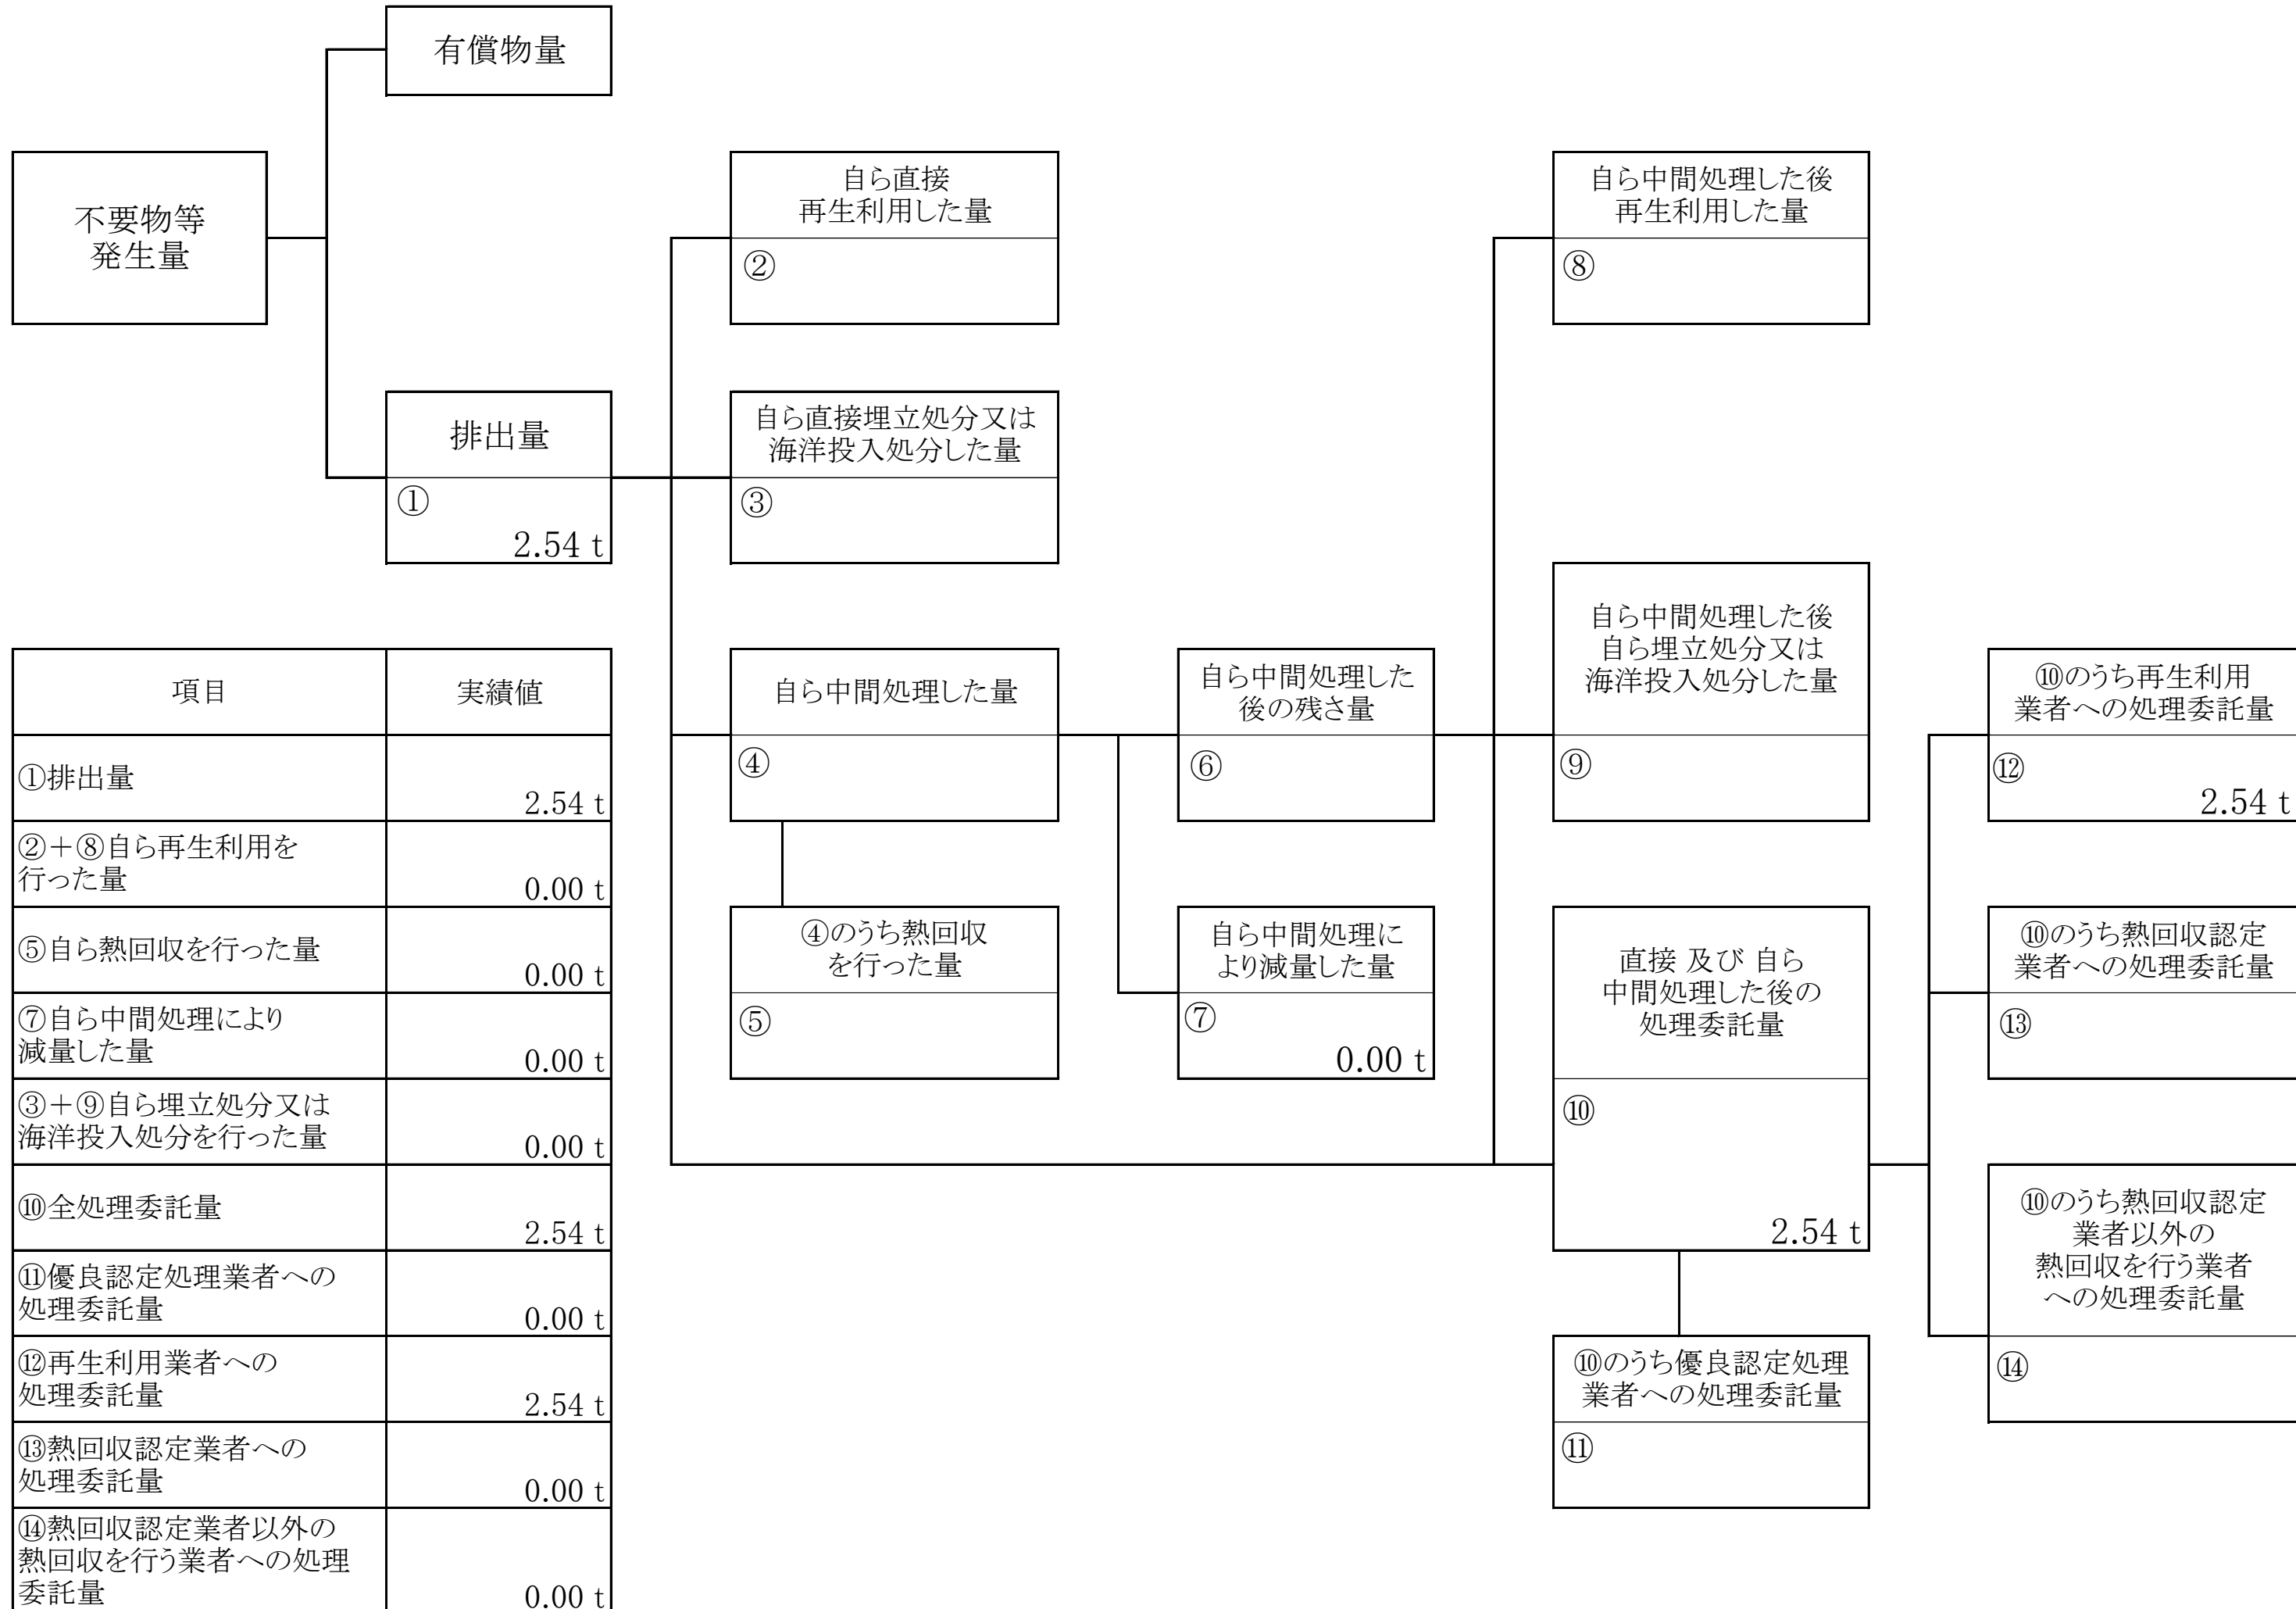 有償物量
不要物等
発生量
自ら直接
再生利用した量
②
自ら中間処理した後
再生利用した量
⑧
排出量
①
2.54 t
自ら直接埋立処分又は
海洋投入処分した量
③
自ら中間処理した量
④
自ら中間処理した
後の残さ量
⑥
自ら中間処理した後
自ら埋立処分又は
海洋投入処分した量
⑨
⑩のうち再生利用
業者への処理委託量
⑫
2.54 t
④のうち熱回収
を行った量
⑤
自ら中間処理に
より減量した量
⑦
0.00 t
直接 及び 自ら
中間処理した後の
処理委託量
⑩
2.54 t
⑩のうち熱回収認定
業者への処理委託量
⑬
⑩のうち熱回収認定
業者以外の
熱回収を行う業者
への処理委託量
⑭
⑩のうち優良認定処理
業者への処理委託量
⑪
項目 実績値
①排出量
2.54 t
②+⑧自ら再生利用を
行った量
0.00 t
⑤自ら熱回収を行った量
0.00 t
⑦自ら中間処理により
減量した量
0.00 t
③+⑨自ら埋立処分又は
海洋投入処分を行った量
0.00 t
⑩全処理委託量
2.54 t
⑪優良認定処理業者への
処理委託量
0.00 t
⑫再生利用業者への
処理委託量
2.54 t
⑬熱回収認定業者への
処理委託量
0.00 t
⑭熱回収認定業者以外の
熱回収を行う業者への処理
委託量
0.00 t